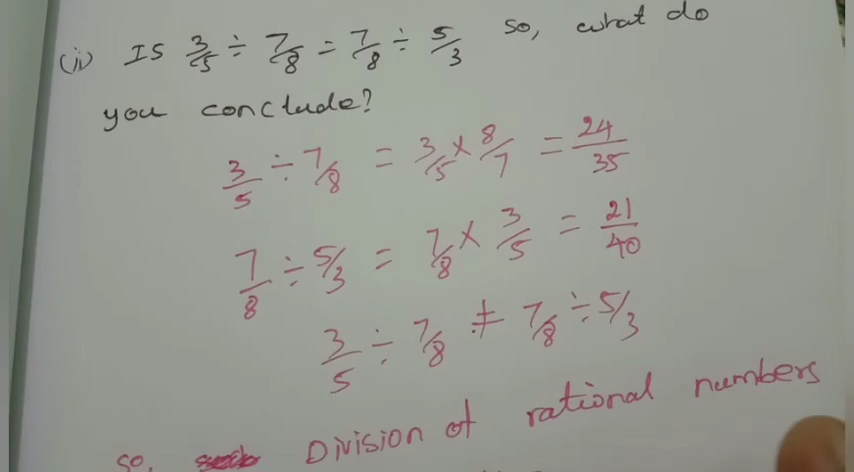 (ii) Is 3/5 ÷ 7/8 = 7/8 ÷ 5/3 so, what do
you conclude?
3/5 ÷ 7/8 = 3/5 × 8/7 = 24/35
7/8 ÷ 5/3 = 7/8 × 3/5 = 21/40
3/5 ÷ 7/8 ≠ 7/8 ÷ 5/3
so, Division of rational numbers